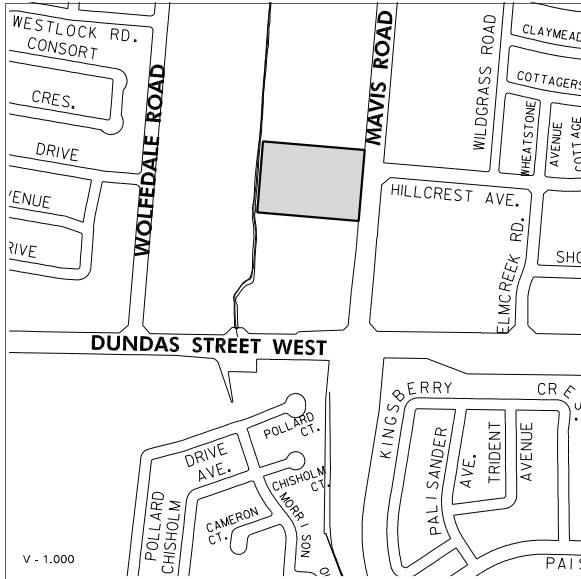 WESTLOCK RD.
CONSORT
CRES.
DRIVE
VENUE
RIVE
WOLFEDALE ROAD
MAVIS ROAD
WILDGRASS ROAD
CLAYMEAD
COTTAGERS
WHEATSTONE
AVENUE
COTTAGE
HILLCREST AVE.
ELMCREEK RD.
SHO
DUNDAS STREET WEST
KINGSBERRY CRES.
POLLARD
CT.
DRIVE
AVE.
CHISHOLM
CT.
MORRISON
CAMERON
CT.
POLLARD
CHISHOLM
PALISANDER
AVE.
TRIDENT
AVENUE
PAIS
V - 1.000